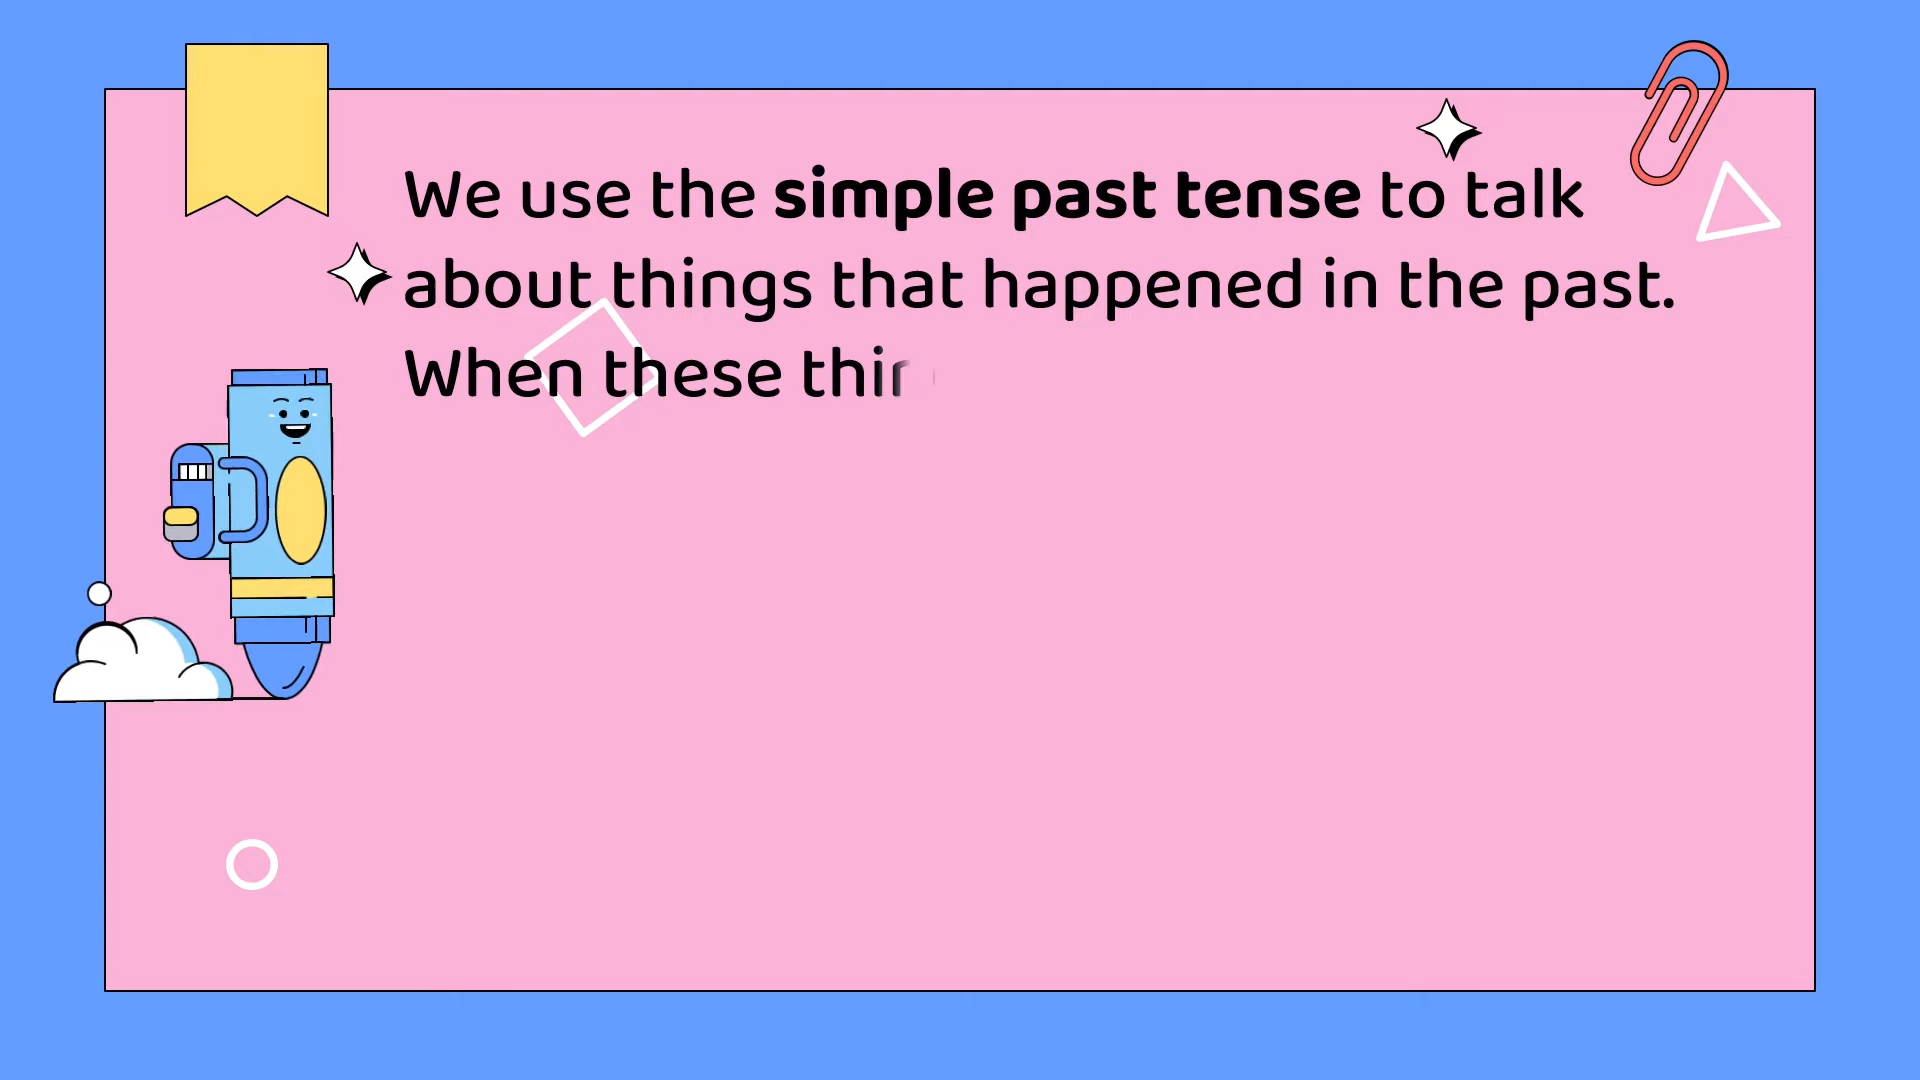 We use the simple past tense to talk
about things that happened in the past.
When these